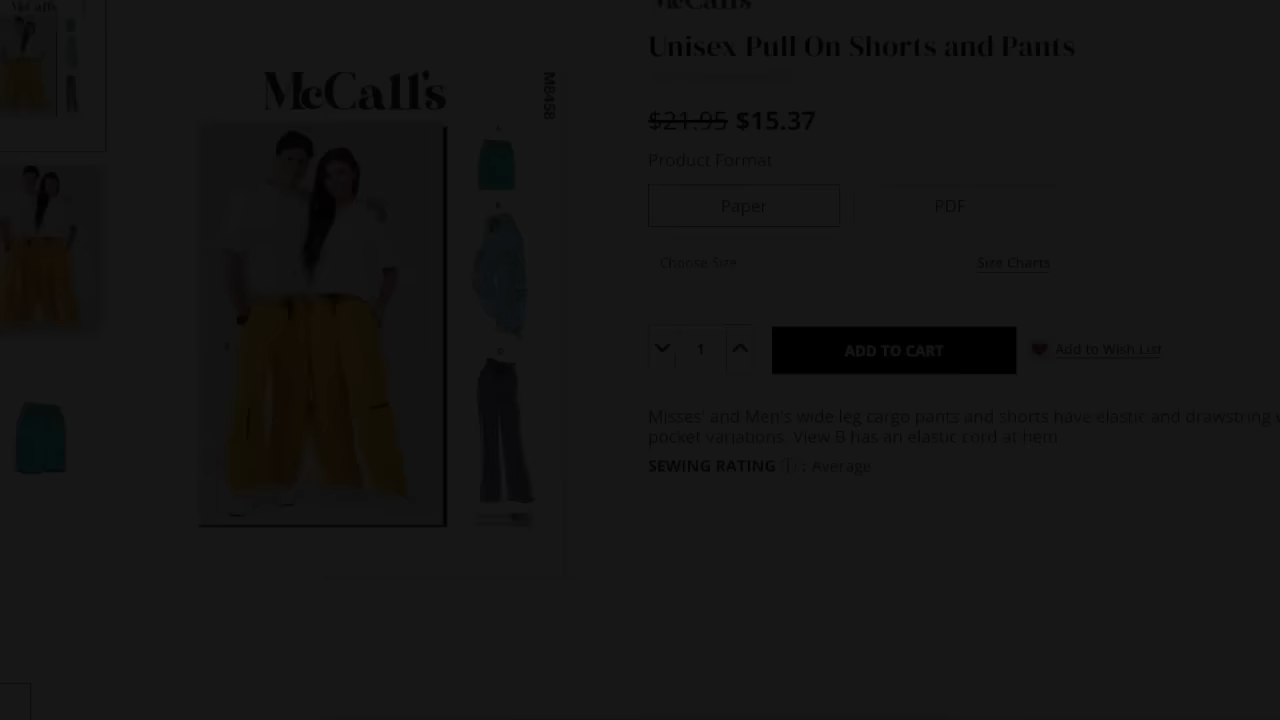 McCall's
McCall's
Unisex Pull On Shorts and Pants
McCall's
M8458
$21.95 $15.37
Product Format
Paper
PDF
Choose Size
Size Charts
1
ADD TO CART
Add to Wish List
Misses' and Men's wide leg cargo pants and shorts have elastic and drawstring
pocket variations. View B has an elastic cord at hem
SEWING RATING : Average